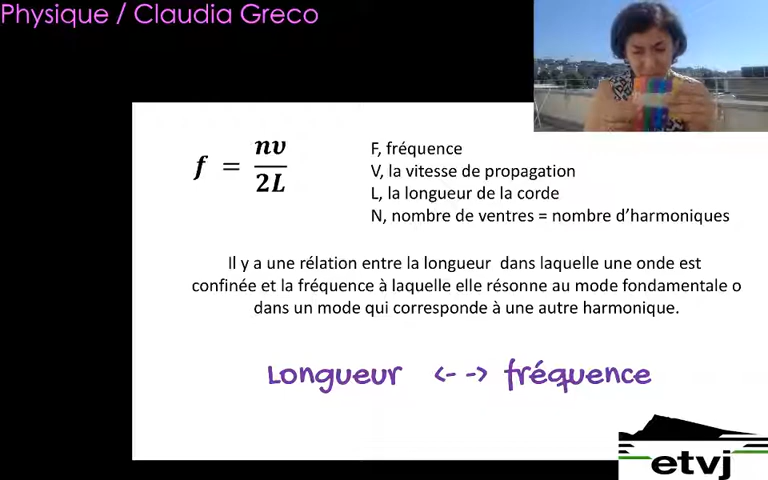 Physique / Claudia Greco
f = nv / 2L
F, fréquence
V, la vitesse de propagation
L, la longueur de la corde
N, nombre de ventres = nombre d'harmoniques
Il y a une rélation entre la longueur dans laquelle une onde est
confinée et la fréquence à laquelle elle résonne au mode fondamentale o
dans un mode qui corresponde à une autre harmonique.
Longueur <- -> fréquence
etvj